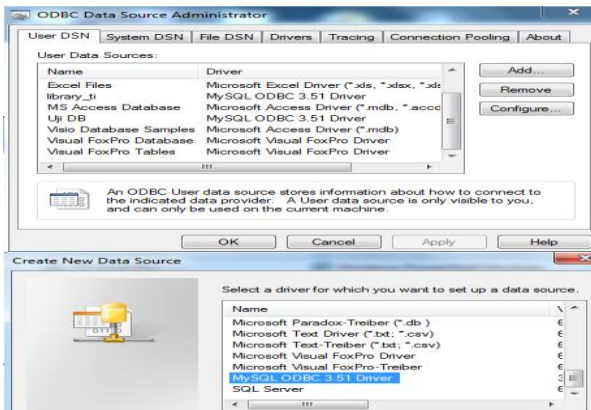 ODBC Data Source Administrator
User DSN System DSN File DSN Drivers Tracing Connection Pooling About
User Data Sources:
Name Driver
Add...
Excel Files Microsoft Excel Driver (*.xls, *.xlsx, *.xls
library_ti MySQL ODBC 3.51 Driver
Remove
MS Access Database Microsoft Access Driver (*.mdb, *.accd
Configure...
Uji DB MySQL ODBC 3.51 Driver
Visio Database Samples Microsoft Access Driver (*.mdb)
Visual FoxPro Database Microsoft Visual FoxPro Driver
Visual FoxPro Tables Microsoft Visual FoxPro Driver
An ODBC User data source stores information about how to connect to
the indicated data provider. A User data source is only visible to you,
and can only be used on the current machine.
OK Cancel Apply Help
Create New Data Source
Select a driver for which you want to set up a data source.
Name
Microsoft Paradox-Treiber (*.db )
Microsoft Text Driver (*.txt; *.csv)
Microsoft Text-Treiber (*.txt; *.csv)
Microsoft Visual FoxPro Driver
Microsoft Visual FoxPro-Treiber
MySQL ODBC 3.51 Driver
SQL Server